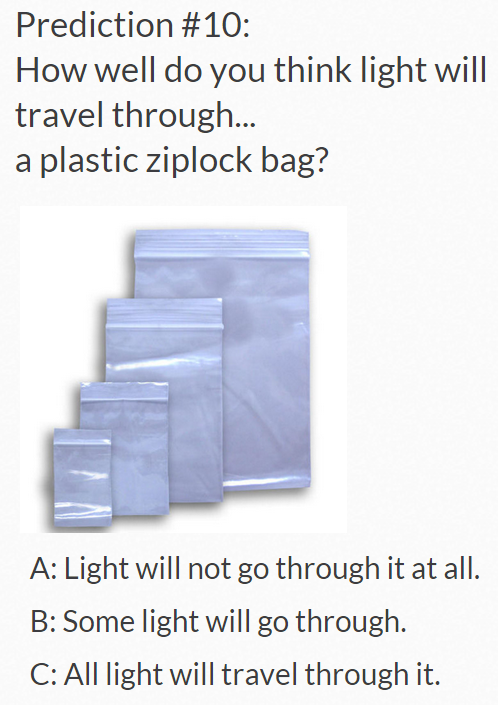 Prediction #10:
How well do you think light will
travel through...
a plastic ziplock bag?
A: Light will not go through it at all.
B: Some light will go through.
C: All light will travel through it.